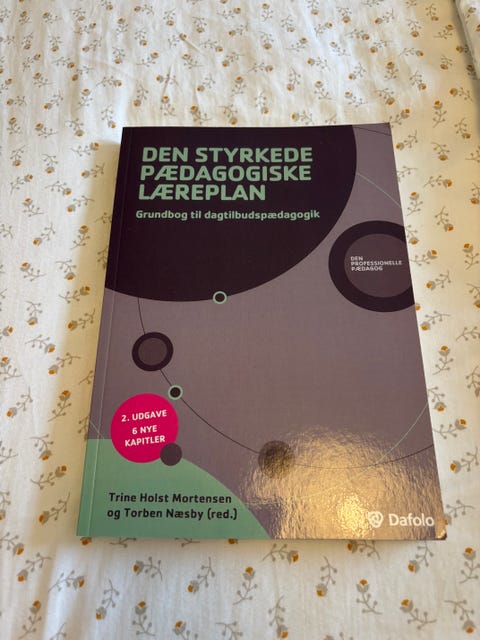 DEN STYRKEDE
PÆDAGOGISKE
LÆREPLAN
Grundbog til dagtilbudspædagogik
DEN
PROFESSIONELLE
PÆDAGOG
2. UDGAVE
6 NYE
KAPITLER
Trine Holst Mortensen
og Torben Næsby (red.)
Dafolo